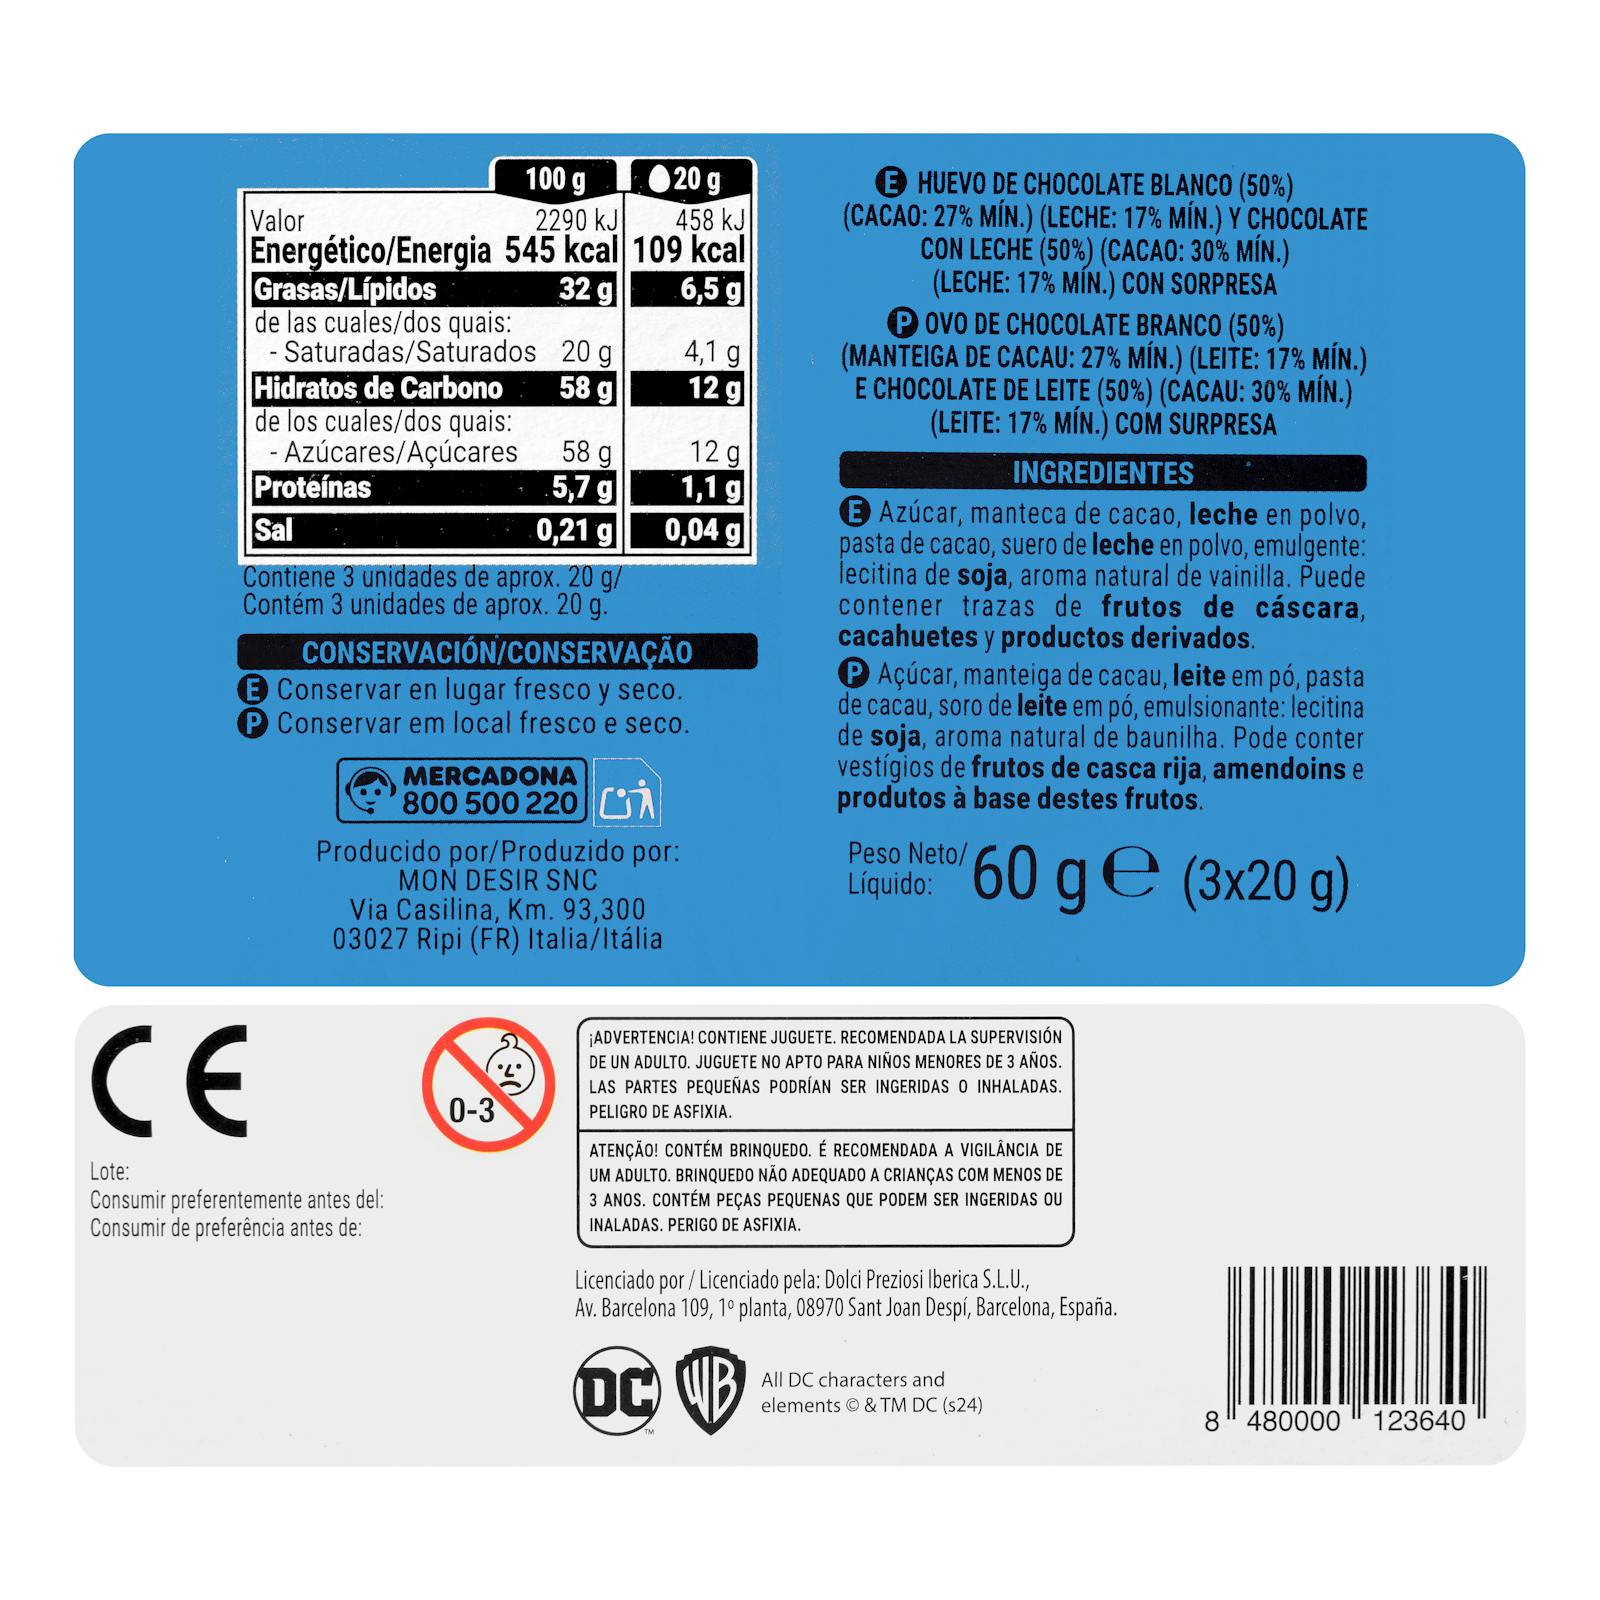 100 g 20 g
Valor 2290 kJ 458 kJ
Energético/Energia 545 kcal 109 kcal
Grasas/Lípidos 32 g 6,5 g
de las cuales/dos quais:
- Saturadas/Saturados 20 g 4,1 g
Hidratos de Carbono 58 g 12 g
de los cuales/dos quais:
- Azúcares/Açúcares 58 g 12 g
Proteínas 5,7 g 1,1 g
Sal 0,21 g 0,04 g
Contiene 3 unidades de aprox. 20 g/
Contém 3 unidades de aprox. 20 g.
CONSERVACIÓN/CONSERVAÇÃO
E Conservar en lugar fresco y seco.
P Conservar em local fresco e seco.
MERCADONA
800 500 220
Producido por/Produzido por:
MON DESIR SNC
Via Casilina, Km. 93,300
03027 Ripi (FR) Italia/Itália
E HUEVO DE CHOCOLATE BLANCO (50%)
(CACAO: 27% MÍN.) (LECHE: 17% MÍN.) Y CHOCOLATE
CON LECHE (50%) (CACAO: 30% MÍN.)
(LECHE: 17% MÍN.) CON SORPRESA
P OVO DE CHOCOLATE BRANCO (50%)
(MANTEIGA DE CACAU: 27% MÍN.) (LEITE: 17% MÍN.)
E CHOCOLATE DE LEITE (50%) (CACAU: 30% MÍN.)
(LEITE: 17% MÍN.) COM SURPRESA
INGREDIENTES
E Azúcar, manteca de cacao, leche en polvo,
pasta de cacao, suero de leche en polvo, emulgente:
lecitina de soja, aroma natural de vainilla. Puede
contener trazas de frutos de cáscara,
cacahuetes y productos derivados.
P Açúcar, manteiga de cacau, leite em pó, pasta
de cacau, soro de leite em pó, emulsionante: lecitina
de soja, aroma natural de baunilha. Pode conter
vestígios de frutos de casca rija, amendoins e
produtos à base destes frutos.
Peso Neto/
Líquido: 60 g e (3x20 g)
CE
0-3
Lote:
Consumir preferentemente antes del:
Consumir de preferência antes de:
¡ADVERTENCIA! CONTIENE JUGUETE. RECOMENDADA LA SUPERVISIÓN
DE UN ADULTO. JUGUETE NO APTO PARA NIÑOS MENORES DE 3 AÑOS.
LAS PARTES PEQUEÑAS PODRÍAN SER INGERIDAS O INHALADAS.
PELIGRO DE ASFIXIA.
ATENÇÃO! CONTÉM BRINQUEDO. É RECOMENDADA A VIGILÂNCIA DE
UM ADULTO. BRINQUEDO NÃO ADEQUADO A CRIANÇAS COM MENOS DE
3 ANOS. CONTÉM PEÇAS PEQUENAS QUE PODEM SER INGERIDAS OU
INALADAS. PERIGO DE ASFIXIA.
Licenciado por / Licenciado pela: Dolci Preziosi Iberica S.L.U.,
Av. Barcelona 109, 1º planta, 08970 Sant Joan Despí, Barcelona, España.
DC TM WB
All DC characters and
elements © & TM DC (s24)
8 480000 123640